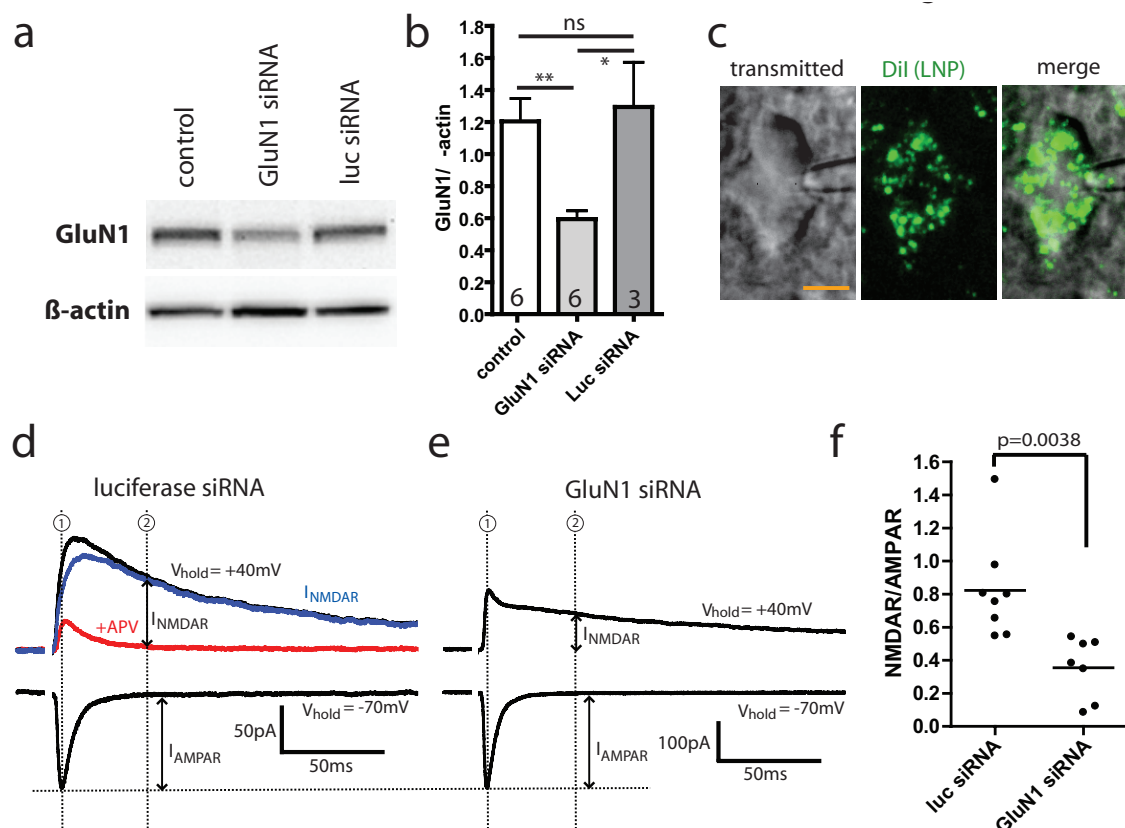 a
control
GluN1 siRNA
luc siRNA
GluN1
ß-actin
b
ns
**
*
GluN1/ -actin
1.8
1.6
1.4
1.2
1.0
0.8
0.6
0.4
0.2
0.0
6
6
3
control
GluN1 siRNA
Luc siRNA
c
transmitted
DiI (LNP)
merge
d
luciferase siRNA
1
2
Vhold = +40mV
INMDAR
INMDAR
+APV
Vhold = -70mV
IAMPAR
50pA
50ms
1
2
e
GluN1 siRNA
1
2
Vhold = +40mV
INMDAR
Vhold = -70mV
IAMPAR
100pA
50ms
1
2
f
p=0.0038
NMDAR/AMPAR
1.6
1.4
1.2
1.0
0.8
0.6
0.4
0.2
0.0
luc siRNA
GluN1 siRNA